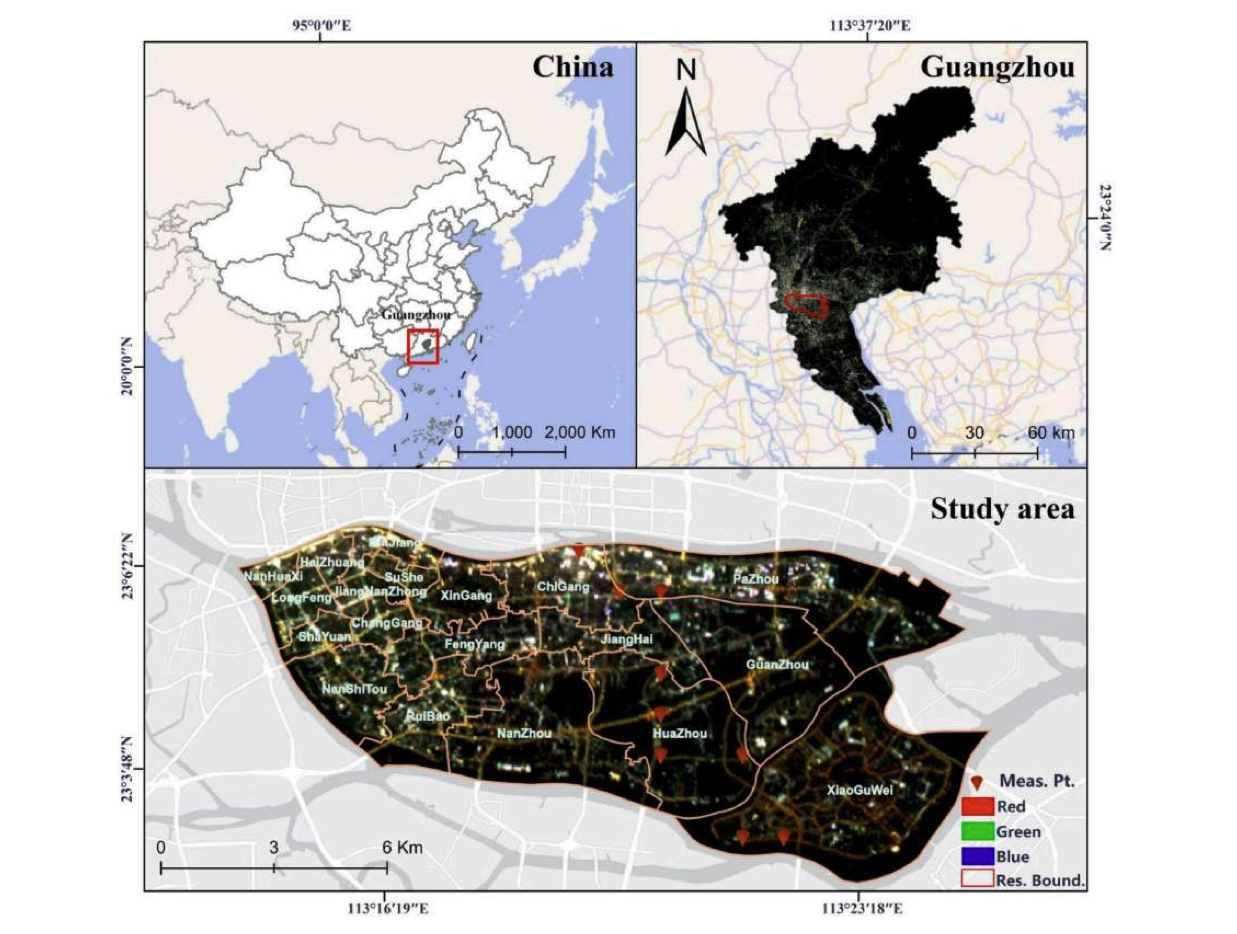 95°0′0″E
113°37′20″E
China
Guangzhou
N
23°24′0″N
Guangzhou
20°0′0″N
0 1,000 2,000 Km
0 30 60 km
Study area
23°6′22″N
HaiZhuang
NanHuaXi
SuShe
LongFeng
JiangNanZhong
XinGang
ChiGang
PaZhou
ChangGang
ShaYuan
FengYang
JiangHai
GuanZhou
NanShiTou
RuiBao
NanZhou
HuaZhou
23°3′48″N
XiaoGuWei
Meas. Pt.
Red
Green
Blue
Res. Bound.
0 3 6 Km
113°16′19″E
113°23′18″E